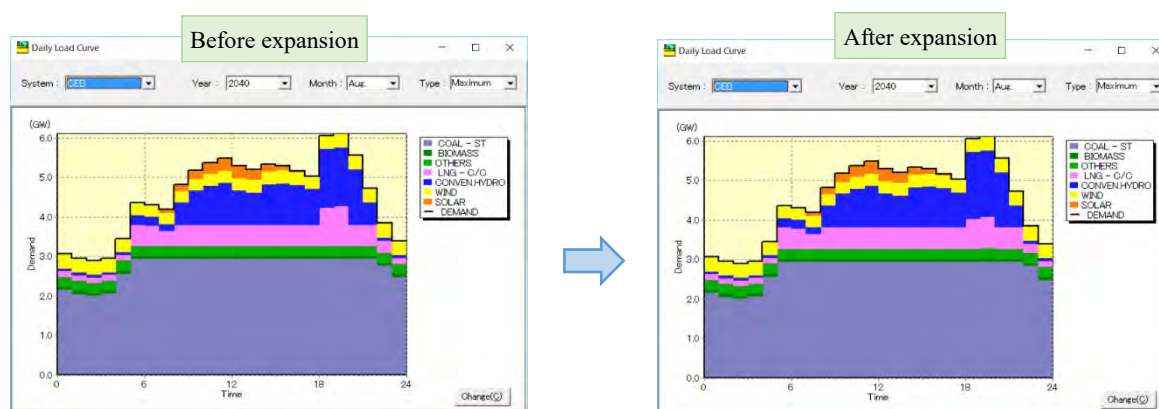 Before expansion
Daily Load Curve
System : CEB Year : 2040 Month : Aug. Type : Maximum
(GW)
6.0
5.0
4.0
3.0
2.0
1.0
0.0
Demand
0 6 12 18 24
Time
COAL - ST
BIOMASS
OTHERS
LNG - C/C
CONVEN.HYDRO
WIND
SOLAR
DEMAND
Change(C)
After expansion
Daily Load Curve
System : CEB Year : 2040 Month : Aug. Type : Maximum
(GW)
6.0
5.0
4.0
3.0
2.0
1.0
0.0
Demand
0 6 12 18 24
Time
COAL - ST
BIOMASS
OTHERS
LNG - C/C
CONVEN.HYDRO
WIND
SOLAR
DEMAND
Change(C)